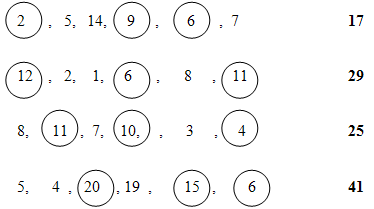 2 , 5, 14, 9 , 6 , 7 17
12 , 2, 1, 6 , 8 , 11 29
8, 11 , 7, 10, , 3 , 4 25
5, 4 , 20 , 19 , 15 , 6 41